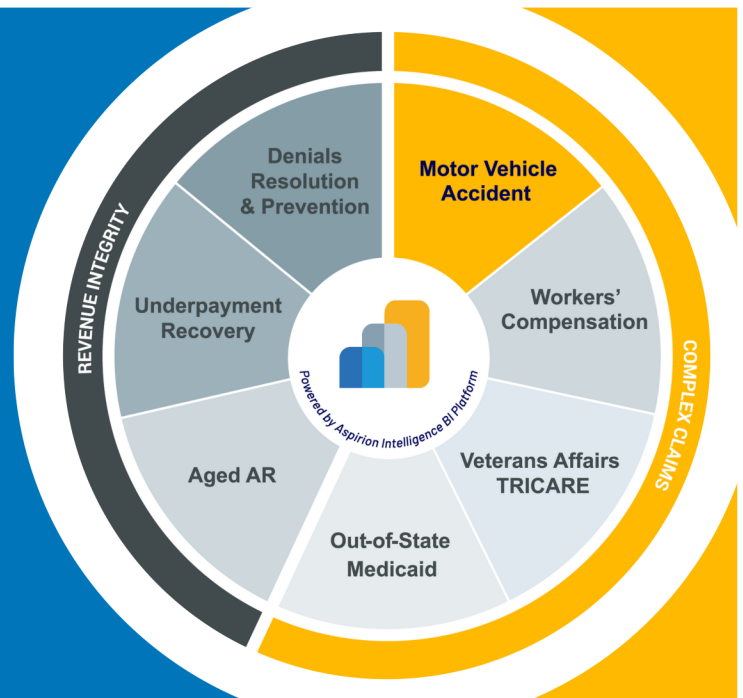 REVENUE INTEGRITY
Denials
Resolution
& Prevention
Underpayment
Recovery
Aged AR
Motor Vehicle
Accident
Workers’
Compensation
Veterans Affairs
TRICARE
Out-of-State
Medicaid
COMPLEX CLAIMS
Powered by Aspirion Intelligence BI Platform